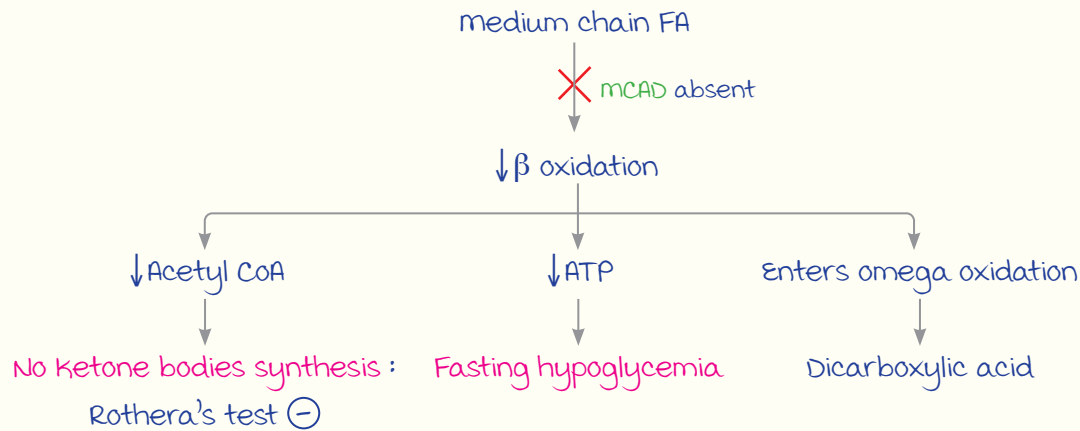 medium chain FA
MCAD absent
↓β oxidation
↓Acetyl CoA
↓ATP
Enters omega oxidation
No ketone bodies synthesis :
Rothera's test ⊖
Fasting hypoglycemia
Dicarboxylic acid